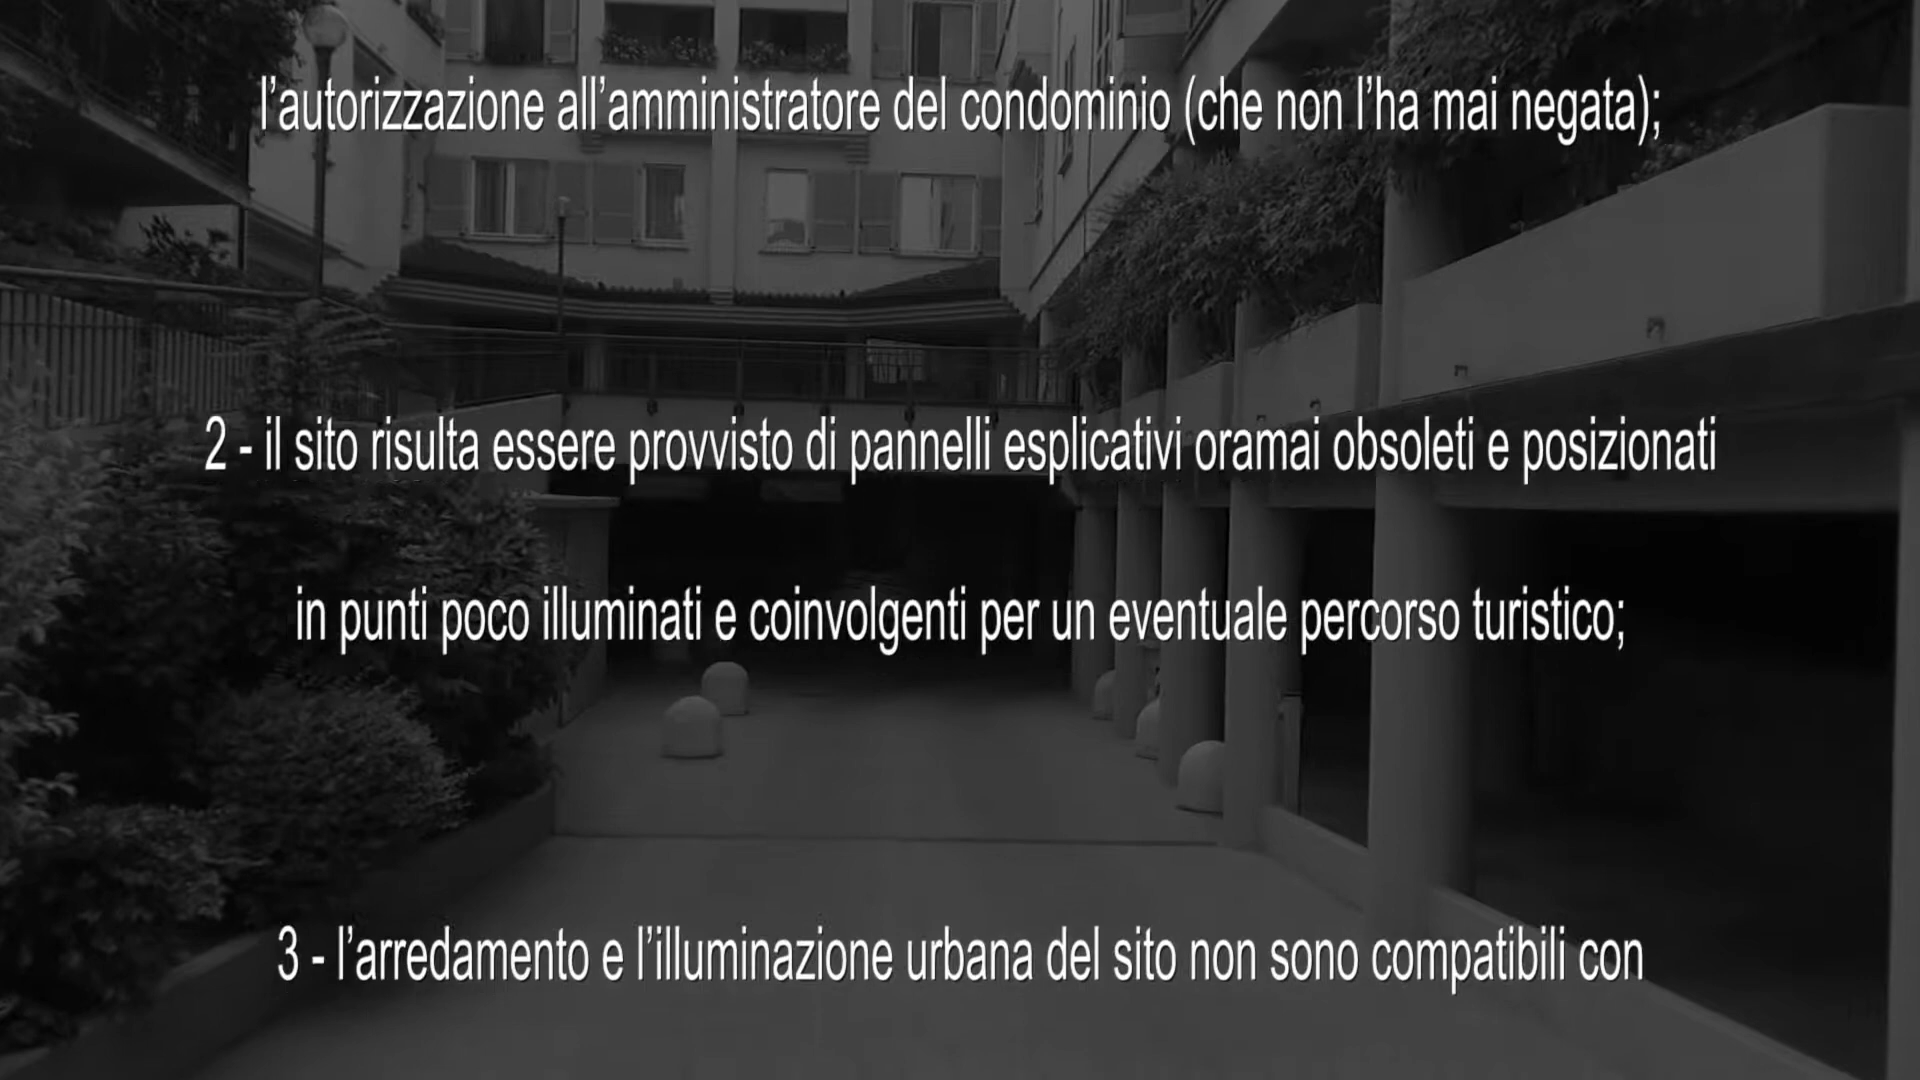 l’autorizzazione all’amministratore del condominio (che non l’ha mai negata);
2 - il sito risulta essere provvisto di pannelli esplicativi oramai obsoleti e posizionati
in punti poco illuminati e coinvolgenti per un eventuale percorso turistico;
3 - l’arredamento e l’illuminazione urbana del sito non sono compatibili con